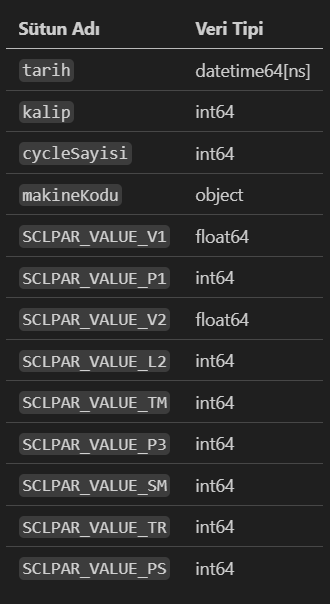 Sütun Adı Veri Tipi
tarih datetime64[ns]
kalip int64
cycleSayisi int64
makineKodu object
SCLPAR_VALUE_V1 float64
SCLPAR_VALUE_P1 int64
SCLPAR_VALUE_V2 float64
SCLPAR_VALUE_L2 int64
SCLPAR_VALUE_TM int64
SCLPAR_VALUE_P3 int64
SCLPAR_VALUE_SM int64
SCLPAR_VALUE_TR int64
SCLPAR_VALUE_PS int64